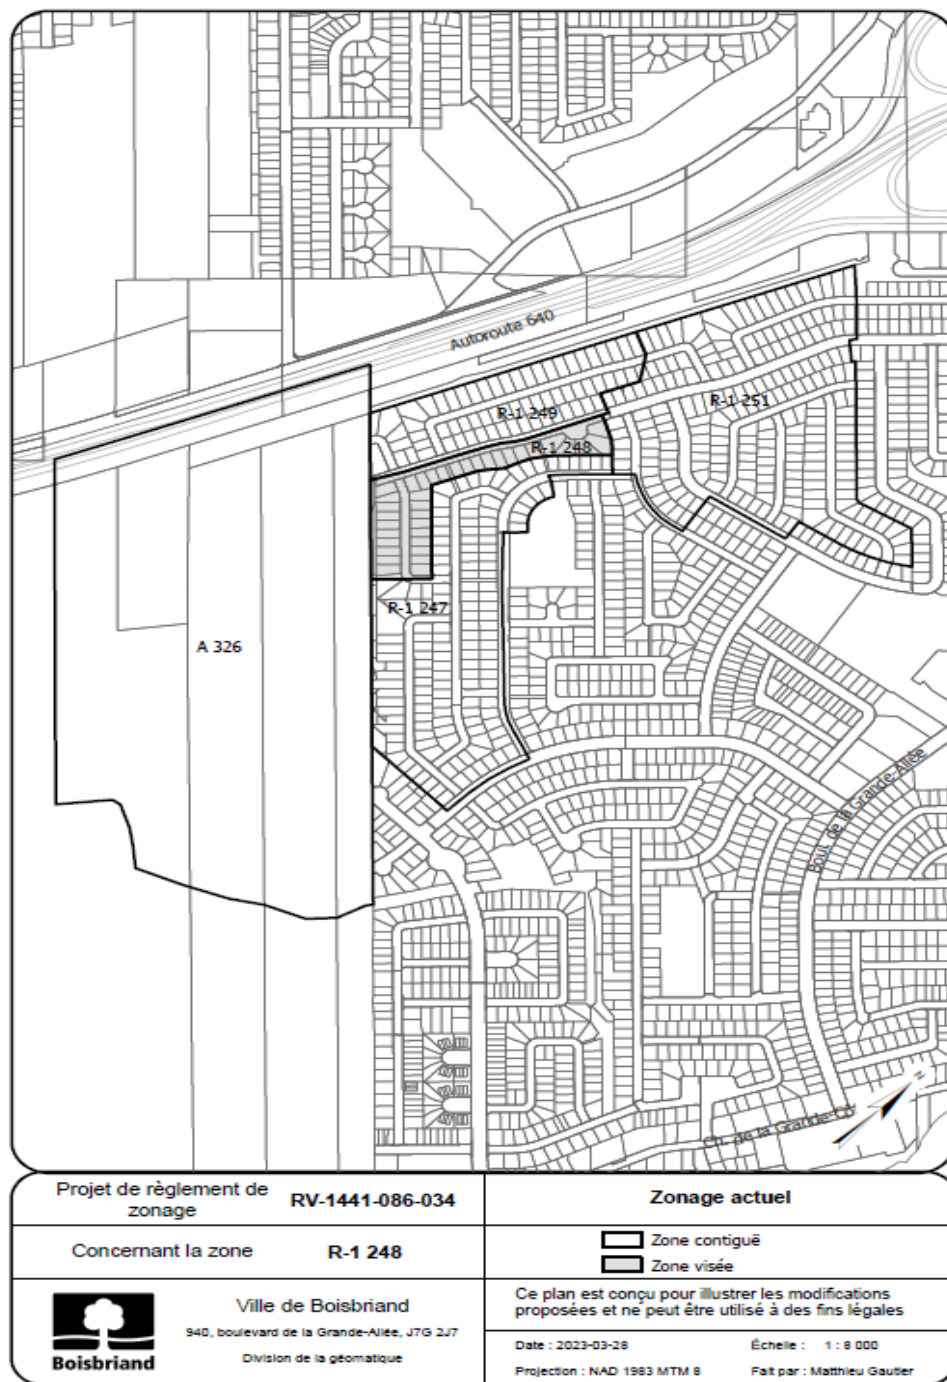 Autoroute 640
R-1 249
R-1 251
R-1 248
R-1 247
A 326
Boul. de la Grande-Allée
Ch. de la
Projet de règlement de
zonage
RV-1441-086-034
Concernant la zone
R-1 248
Boisbriand
Ville de Boisbriand
940, boulevard de la Grande-Allée, J7G 2J7
Division de la géomatique
Zonage actuel
Zone contiguë
Zone visée
Ce plan est conçu pour illustrer les modifications
proposées et ne peut être utilisé à des fins légales
Date : 2023-03-28
Échelle : 1 : 8 000
Projection : NAD 1983 MTM 8
Fait par : Matthieu Gautier